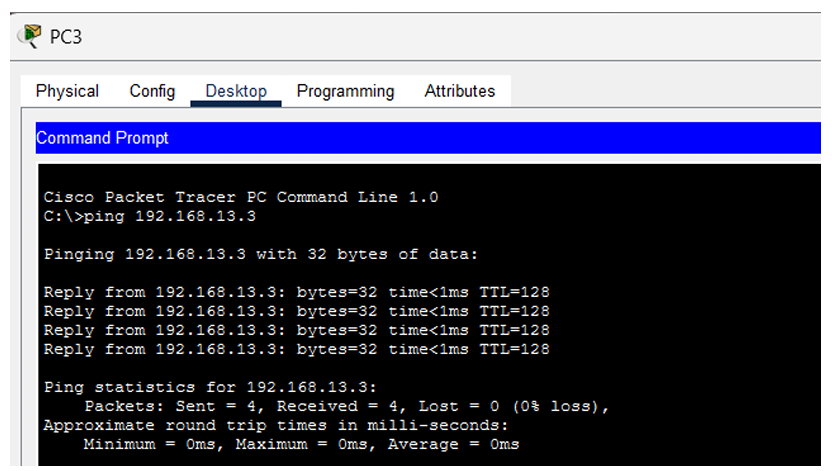 PC3
Physical Config Desktop Programming Attributes
Command Prompt
Cisco Packet Tracer PC Command Line 1.0
C:\>ping 192.168.13.3
Pinging 192.168.13.3 with 32 bytes of data:
Reply from 192.168.13.3: bytes=32 time<1ms TTL=128
Reply from 192.168.13.3: bytes=32 time<1ms TTL=128
Reply from 192.168.13.3: bytes=32 time<1ms TTL=128
Reply from 192.168.13.3: bytes=32 time<1ms TTL=128
Ping statistics for 192.168.13.3:
Packets: Sent = 4, Received = 4, Lost = 0 (0% loss),
Approximate round trip times in milli-seconds:
Minimum = 0ms, Maximum = 0ms, Average = 0ms